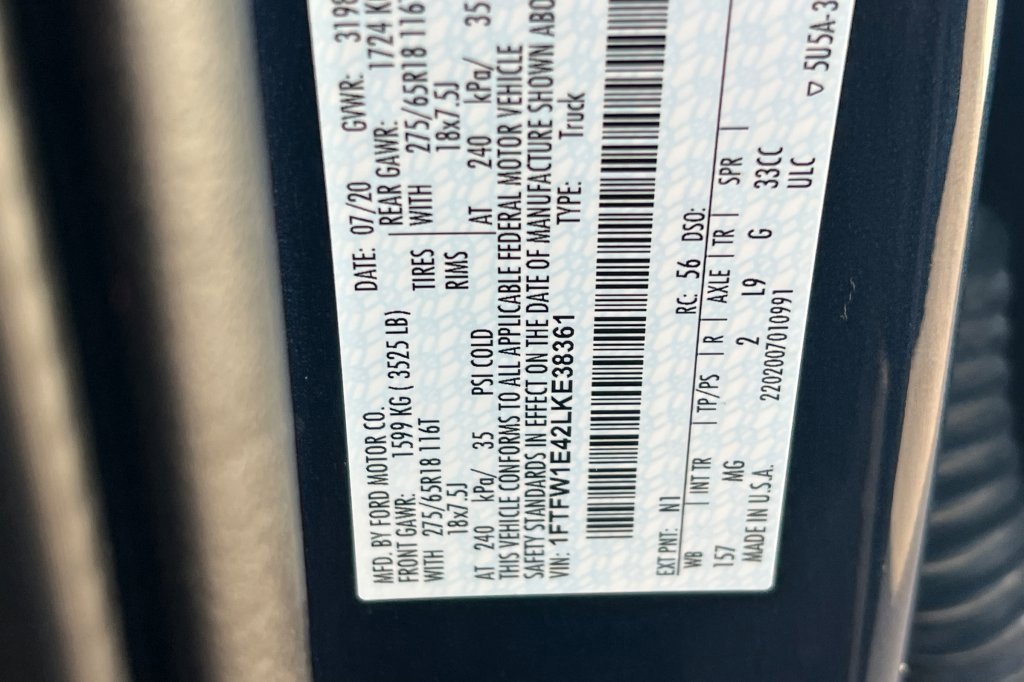 MFD. BY FORD MOTOR CO. DATE: 07/20 GVWR: 3198
FRONT GAWR: 1599 KG ( 3525 LB) REAR GAWR: 1724 K
WITH 275/65R18 116T TIRES WITH 275/65R18 116T
18x7.5J RIMS 18x7.5J
AT 240 kPa/ 35 PSI COLD AT 240 kPa/ 35
THIS VEHICLE CONFORMS TO ALL APPLICABLE FEDERAL MOTOR VEHICLE
SAFETY STANDARDS IN EFFECT ON THE DATE OF MANUFACTURE SHOWN ABO
VIN: 1FTFW1E42LKE38361 TYPE: Truck
EXT PNT: N1 RC: 56 DSO:
WB | INT TR | TP/PS | R | AXLE | TR | SPR |
157 MG 2 L9 G 33CC
MADE IN U.S.A. 2202007010991 ULC
▽ 5U5A-3